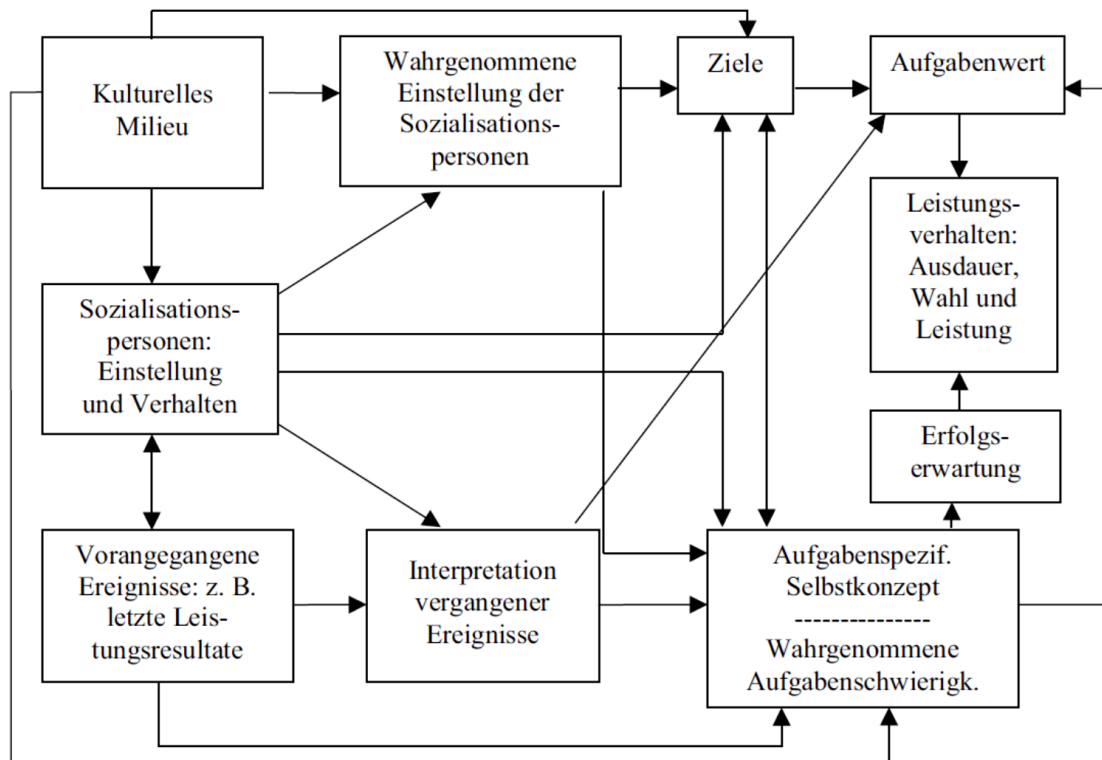 Kulturelles
Milieu
Wahrgenommene
Einstellung der
Sozialisations-
personen
Ziele
Aufgabenwert
Leistungs-
verhalten:
Ausdauer,
Wahl und
Leistung
Sozialisations-
personen:
Einstellung
und Verhalten
Erfolgs-
erwartung
Vorangegangene
Ereignisse: z. B.
letzte Leis-
tungsresultate
Interpretation
vergangener
Ereignisse
Aufgabenspezif.
Selbstkonzept
---------------
Wahrgenommene
Aufgabenschwierigk.